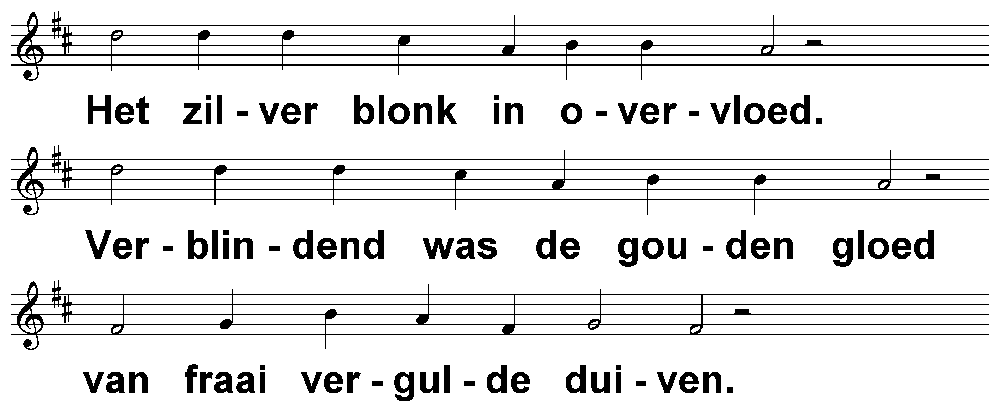 Het zil - ver blonk in o - ver - vloed.
Ver - blin - dend was de gou - den gloed
van fraai ver - gul - de dui - ven.